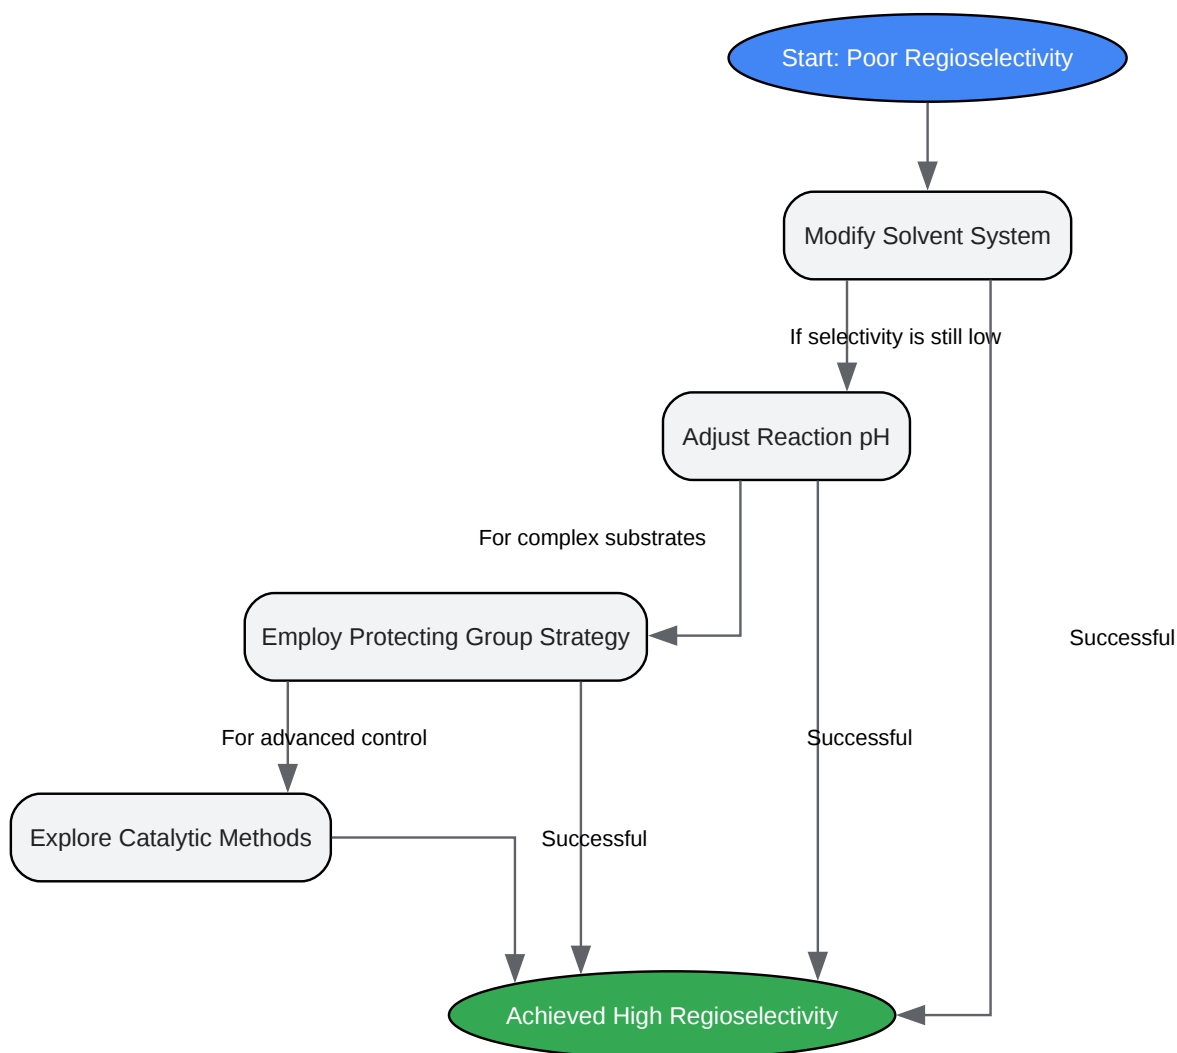 Start: Poor Regioselectivity
Modify Solvent System
If selectivity is still low
Adjust Reaction pH
For complex substrates
Employ Protecting Group Strategy
Successful
For advanced control
Successful
Explore Catalytic Methods
Successful
Achieved High Regioselectivity